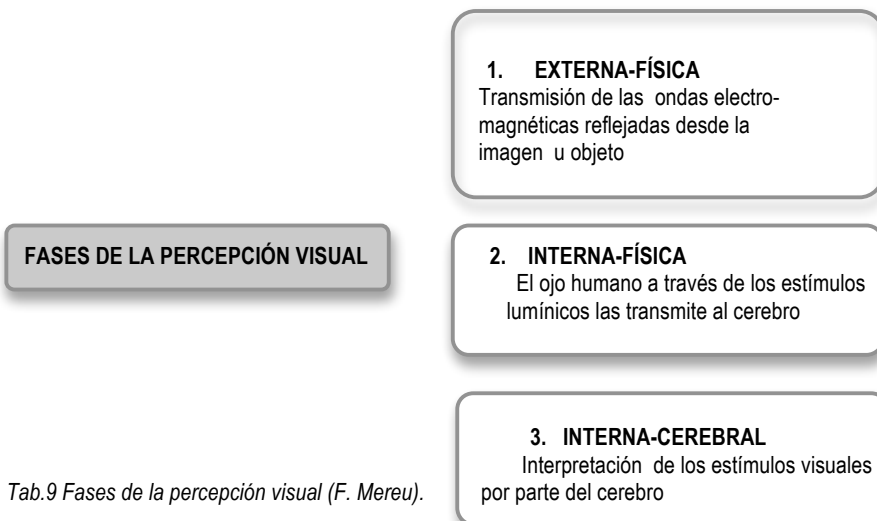 1. EXTERNA-FÍSICA
Transmisión de las ondas electro-
magnéticas reflejadas desde la
imagen u objeto
FASES DE LA PERCEPCIÓN VISUAL
2. INTERNA-FÍSICA
El ojo humano a través de los estímulos
lumínicos las transmite al cerebro
3. INTERNA-CEREBRAL
Interpretación de los estímulos visuales
por parte del cerebro
Tab.9 Fases de la percepción visual (F. Mereu).